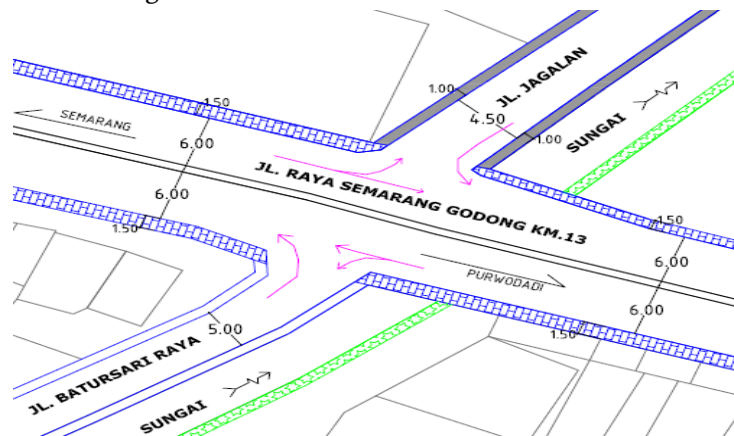 1.50
SEMARANG
6.00
6.00
1.50
1.00
4.50
1.00
JL. JAGALAN
SUNGAI
JL. RAYA SEMARANG GODONG KM.13
1.50
6.00
6.00
1.50
PURWODADI
5.00
JL. BATURSARI RAYA
SUNGAI